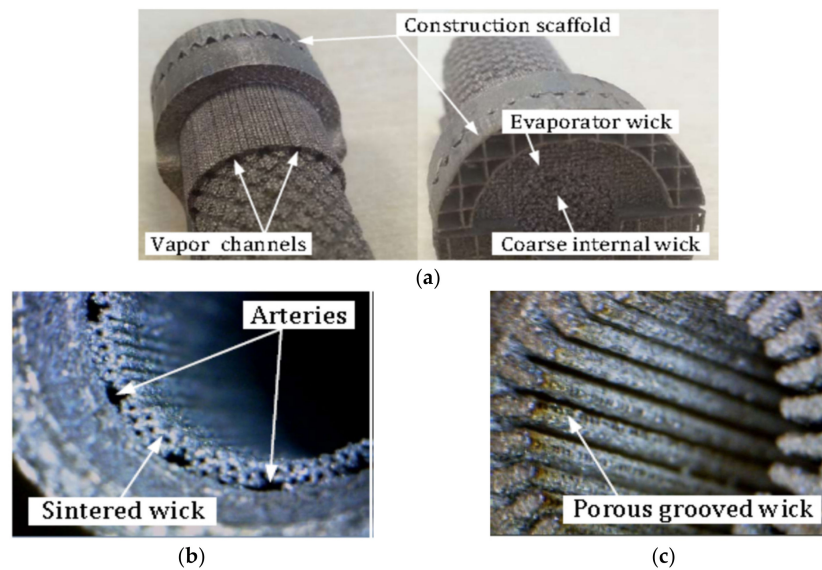 Construction scaffold
Evaporator wick
Vapor channels
Coarse internal wick
(a)
Arteries
Sintered wick
Porous grooved wick
(b)
(c)